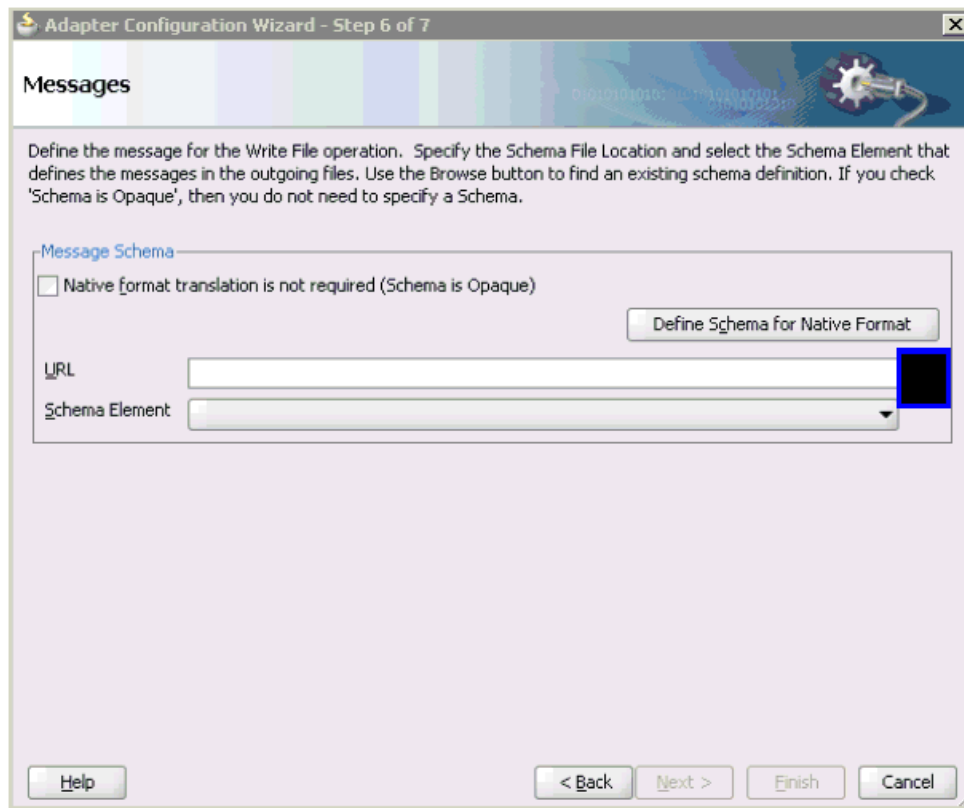 Adapter Configuration Wizard - Step 6 of 7
Messages
Define the message for the Write File operation. Specify the Schema File Location and select the Schema Element that
defines the messages in the outgoing files. Use the Browse button to find an existing schema definition. If you check
'Schema is Opaque', then you do not need to specify a Schema.
Message Schema
Native format translation is not required (Schema is Opaque)
Define Schema for Native Format
URL
Schema Element
Help
< Back
Next >
Finish
Cancel